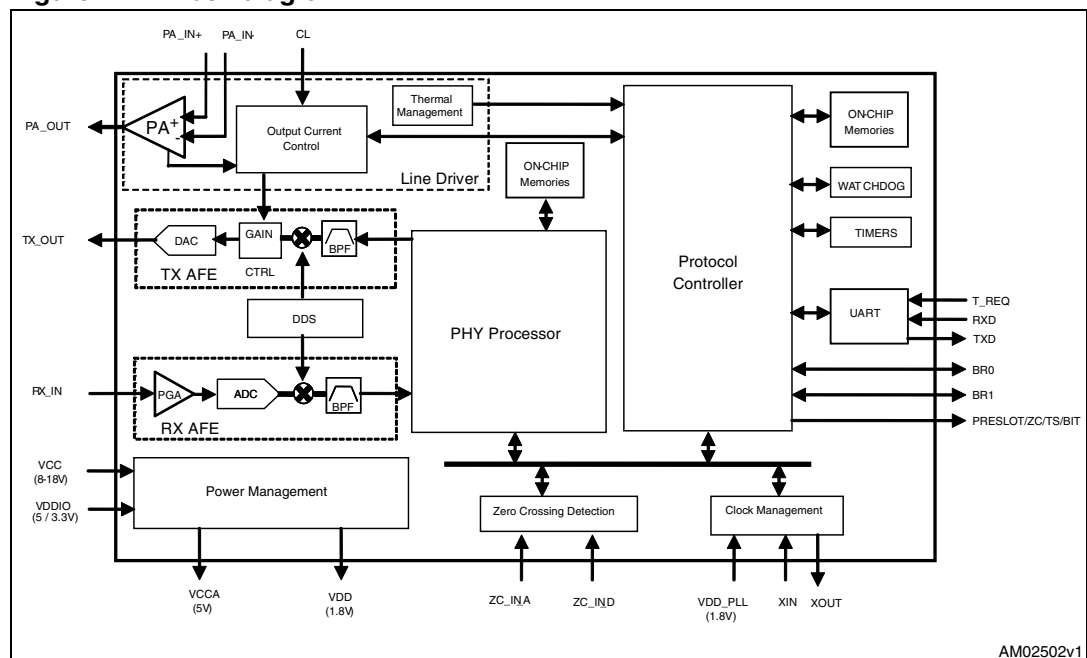 PA_IN+ PA_IN- CL
PA_OUT
PA + -
Output Current
Control
Thermal
Management
Line Driver
ON-CHIP
Memories
ON-CHIP
Memories
WATCHDOG
TIMERS
Protocol
Controller
TX_OUT
DAC
GAIN
CTRL
BPF
TX AFE
DDS
PHY Processor
UART
T_REQ
RXD
TXD
BR0
BR1
PRESLOT/ZC/TS/BIT
RX_IN
PGA
ADC
BPF
RX AFE
VCC
(8-18V)
VDDIO
(5 / 3.3V)
Power Management
Zero Crossing Detection
Clock Management
VCCA
(5V)
VDD
(1.8V)
ZC_IN_A
ZC_IN_D
VDD_PLL
(1.8V)
XIN
XOUT
AM02502v1